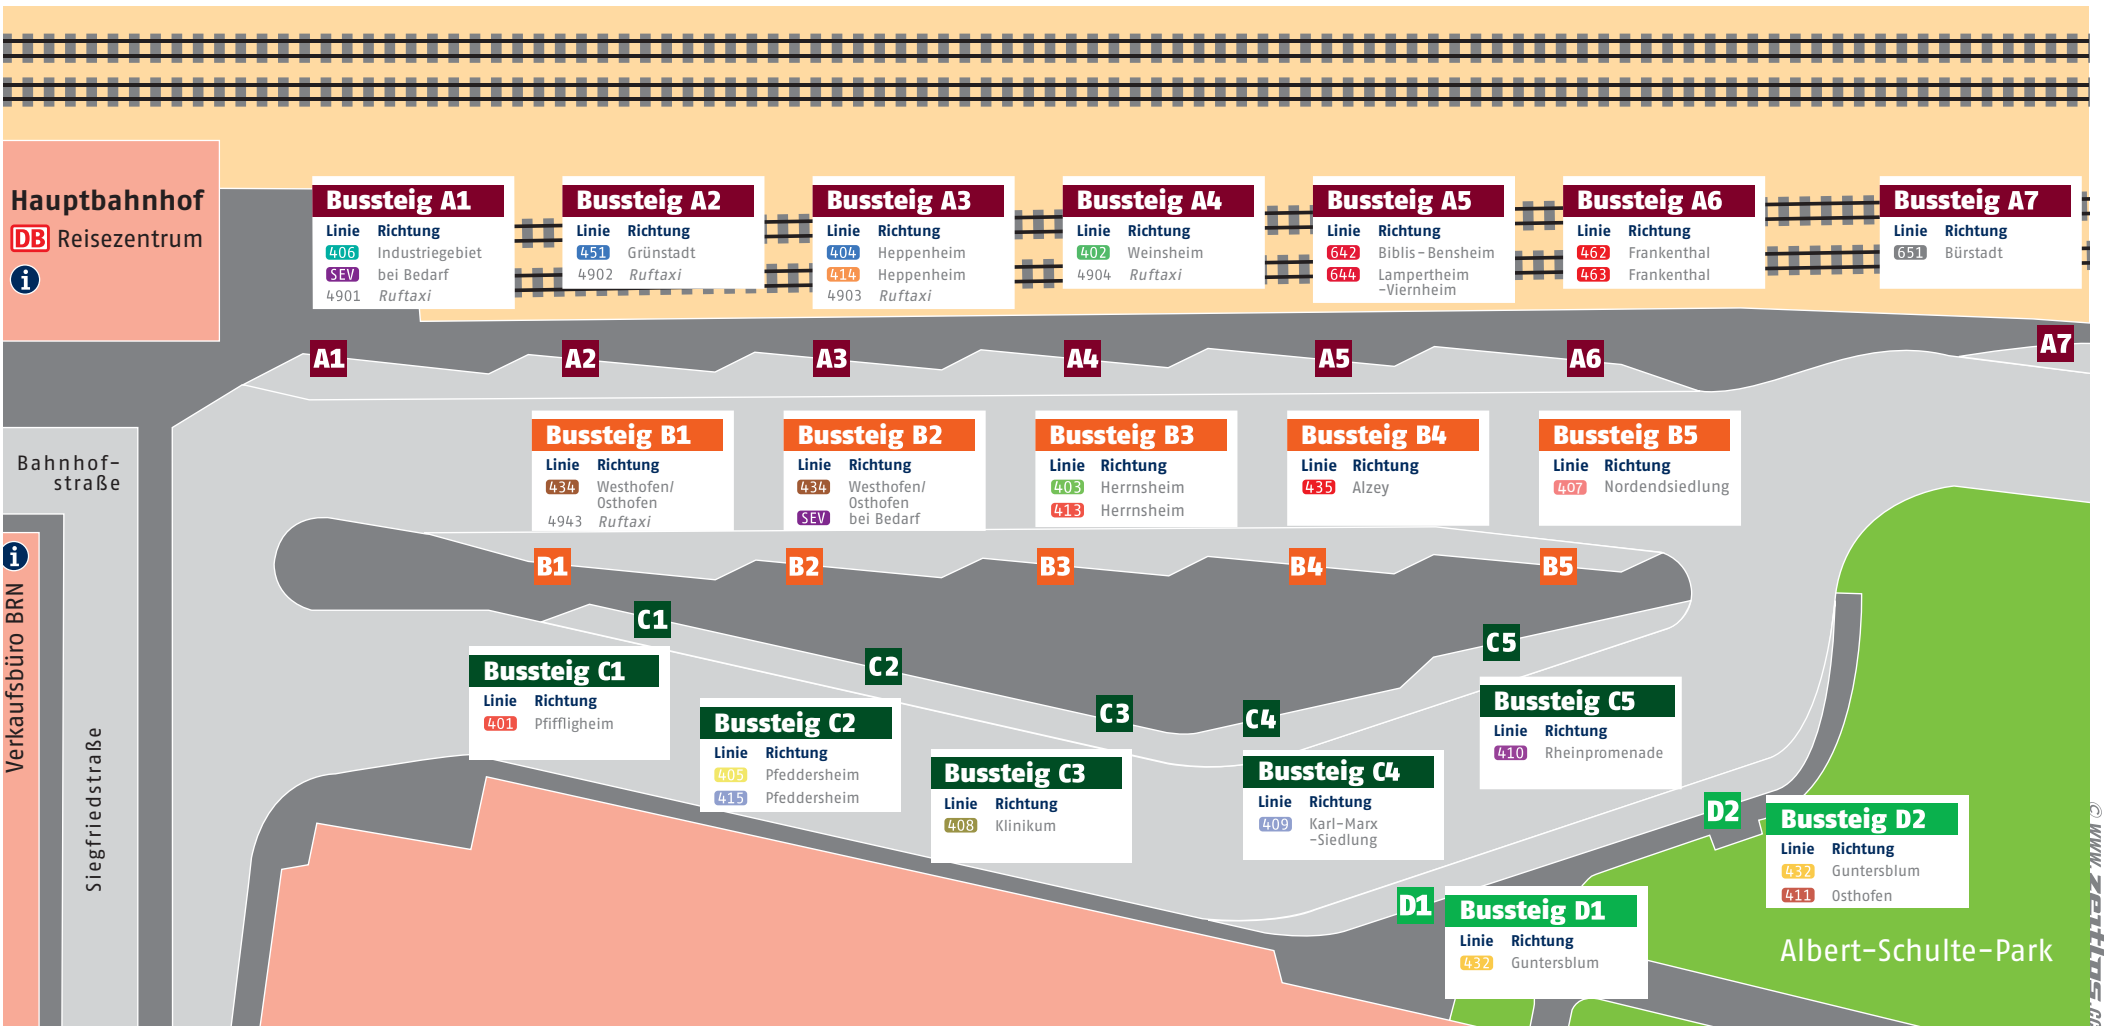 Hauptbahnhof
DB Reisezentrum
i
Bussteig A1
Linie Richtung
406 Industriegebiet
SEV bei Bedarf
4901 Ruftaxi
Bussteig A2
Linie Richtung
451 Grünstadt
4902 Ruftaxi
Bussteig A3
Linie Richtung
404 Heppenheim
414 Heppenheim
4903 Ruftaxi
Bussteig A4
Linie Richtung
402 Weinsheim
4904 Ruftaxi
Bussteig A5
Linie Richtung
642 Biblis-Bensheim
644 Lampertheim
-Viernheim
Bussteig A6
Linie Richtung
462 Frankenthal
463 Frankenthal
Bussteig A7
Linie Richtung
651 Bürstadt
A1
A2
A3
A4
A5
A6
A7
Bahnhof-
straße
Bussteig B1
Linie Richtung
434 Westhofen/
Osthofen
4943 Ruftaxi
Bussteig B2
Linie Richtung
434 Westhofen/
Osthofen
SEV bei Bedarf
Bussteig B3
Linie Richtung
403 Herrnsheim
413 Herrnsheim
Bussteig B4
Linie Richtung
435 Alzey
Bussteig B5
Linie Richtung
407 Nordendsiedlung
B1
B2
B3
B4
B5
i
Verkaufsbüro BRN
Siegfriedstraße
C1
C2
C3
C4
C5
Bussteig C1
Linie Richtung
401 Pfiffligheim
Bussteig C2
Linie Richtung
405 Pfeddersheim
415 Pfeddersheim
Bussteig C3
Linie Richtung
408 Klinikum
Bussteig C4
Linie Richtung
409 Karl-Marx
-Siedlung
Bussteig C5
Linie Richtung
410 Rheinpromenade
D2
Bussteig D2
Linie Richtung
432 Guntersblum
411 Osthofen
D1
Bussteig D1
Linie Richtung
432 Guntersblum
Albert-Schulte-Park